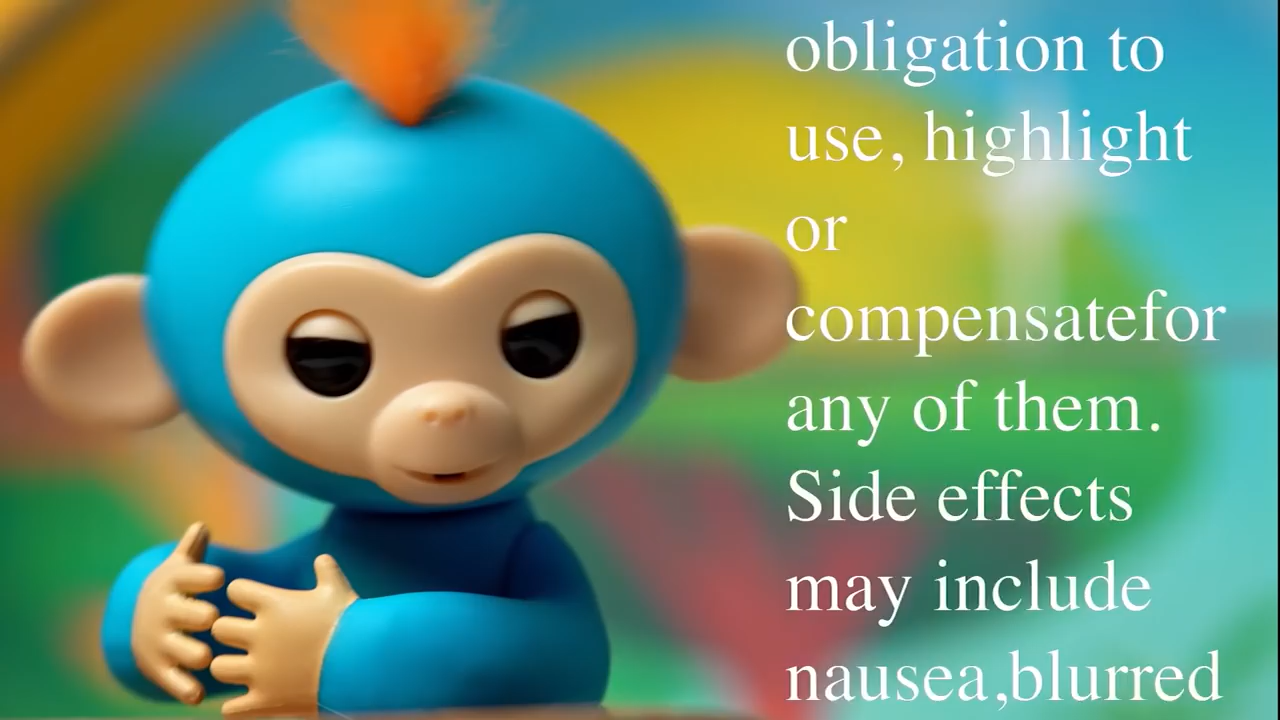 obligation to
use, highlight
or
compensatefor
any of them.
Side effects
may include
nausea,blurred